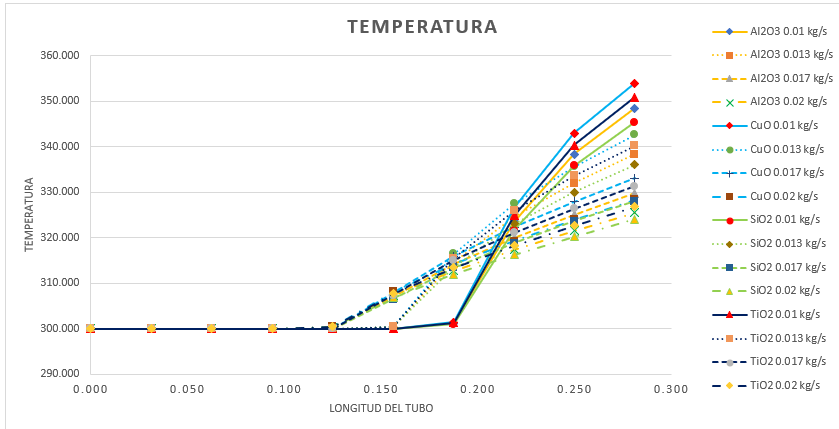 TEMPERATURA
360.000
350.000
340.000
330.000
320.000
310.000
300.000
290.000
TEMPERATURA
0.000 0.050 0.100 0.150 0.200 0.250 0.300
LONGITUD DEL TUBO
Al2O3 0.01 kg/s
Al2O3 0.013 kg/s
Al2O3 0.017 kg/s
Al2O3 0.02 kg/s
CuO 0.01 kg/s
CuO 0.013 kg/s
CuO 0.017 kg/s
CuO 0.02 kg/s
SiO2 0.01 kg/s
SiO2 0.013 kg/s
SiO2 0.017 kg/s
SiO2 0.02 kg/s
TiO2 0.01 kg/s
TiO2 0.013 kg/s
TiO2 0.017 kg/s
TiO2 0.02 kg/s